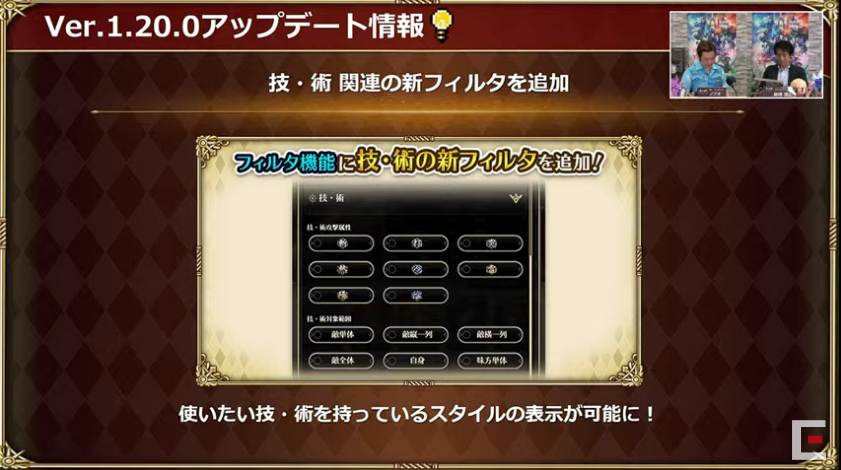 Ver.1.20.0アップデート情報
技・術 関連の新フィルタを追加
フィルタ機能に技・術の新フィルタを追加!
技・術
技・術攻撃属性
技・術対象範囲
敵単体
敵縦一列
敵横一列
敵全体
自身
味方単体
使いたい技・術を持っているスタイルの表示が可能に!